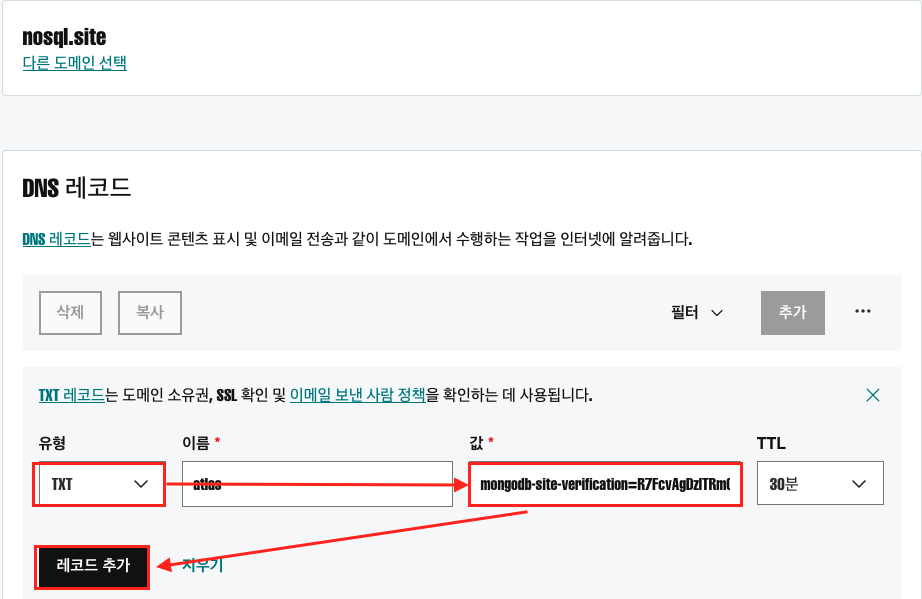 nosql.site
다른 도메인 선택
DNS 레코드
DNS 레코드는 웹사이트 콘텐츠 표시 및 이메일 전송과 같이 도메인에서 수행하는 작업을 인터넷에 알려줍니다.
삭제 복사 필터 추가
TXT 레코드는 도메인 소유권, SSL 확인 및 이메일 보낸 사람 정책을 확인하는 데 사용됩니다.
유형 이름 * 값 * TTL
TXT atlas mongodb-site-verification=R7FcvAgDzlTRm 30분
레코드 추가 지우기